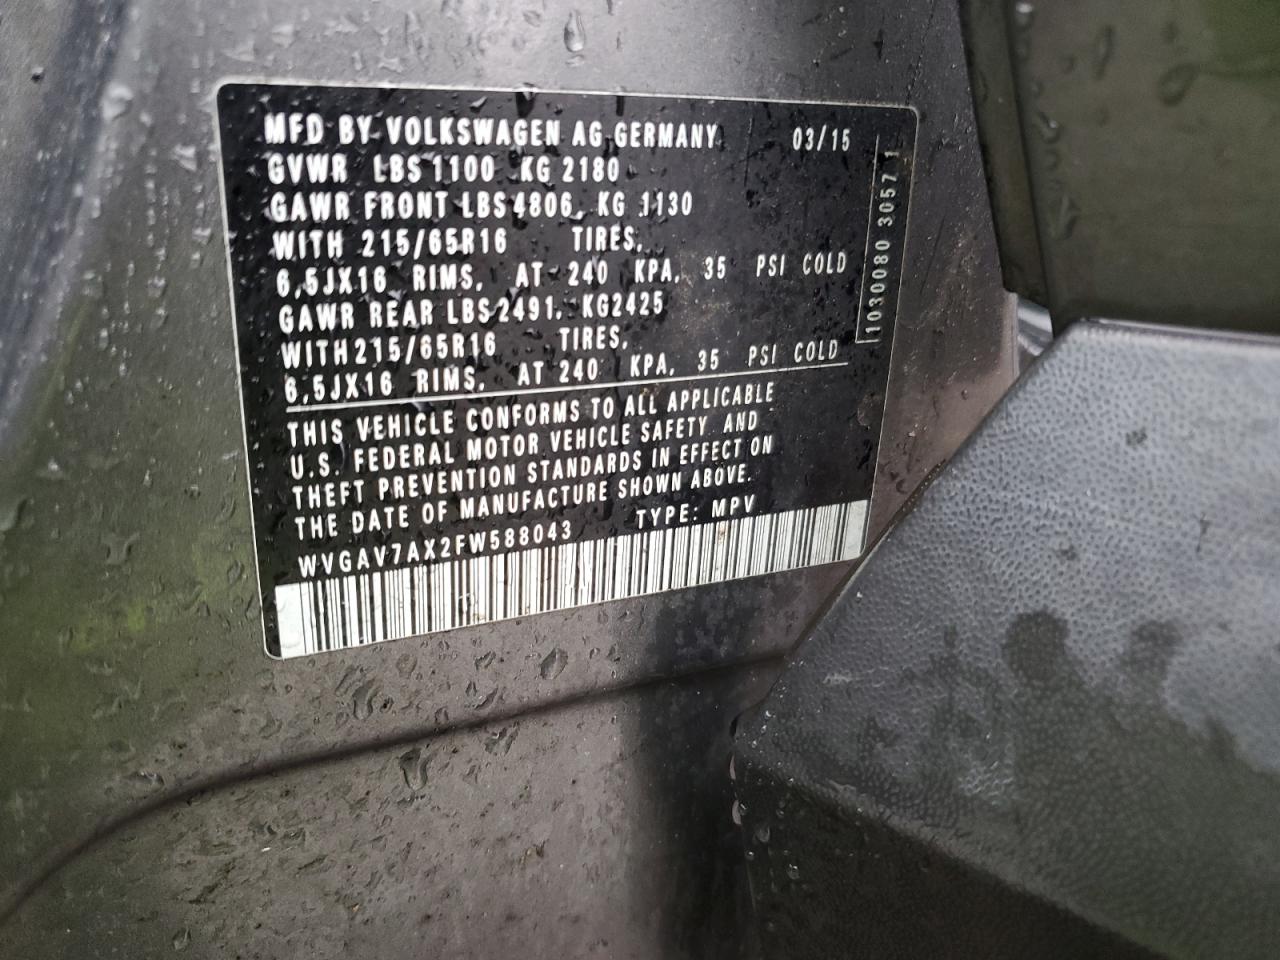 MFD BY VOLKSWAGEN AG GERMANY 03/15
GVWR LBS 1100 KG 2180
GAWR FRONT LBS 4806, KG 1130
WITH 215/65R16 TIRES,
6,5JX16 RIMS, AT 240 KPA, 35 PSI COLD
GAWR REAR LBS 2491, KG2425
WITH 215/65R16 TIRES,
6,5JX16 RIMS, AT 240 KPA, 35 PSI COLD
THIS VEHICLE CONFORMS TO ALL APPLICABLE
U.S. FEDERAL MOTOR VEHICLE SAFETY AND
THEFT PREVENTION STANDARDS IN EFFECT ON
THE DATE OF MANUFACTURE SHOWN ABOVE.
WVGAV7AX2FW588043 TYPE: MPV
1030080 3057 1